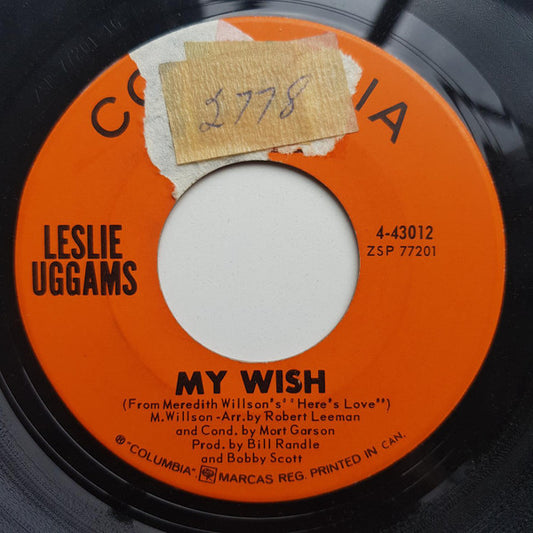 CO IA
2778
LESLIE
UGGAMS
4-43012
ZSP 77201
MY WISH
(From Meredith Willson's' 'Here's Love")
M. Willson -Arr. by Robert Leeman
and Cond. by Mort Garson
Prod. by Bill Randle
and Bobby Scott
® "COLUMBIA" MARCAS REG. PRINTED IN CAN.